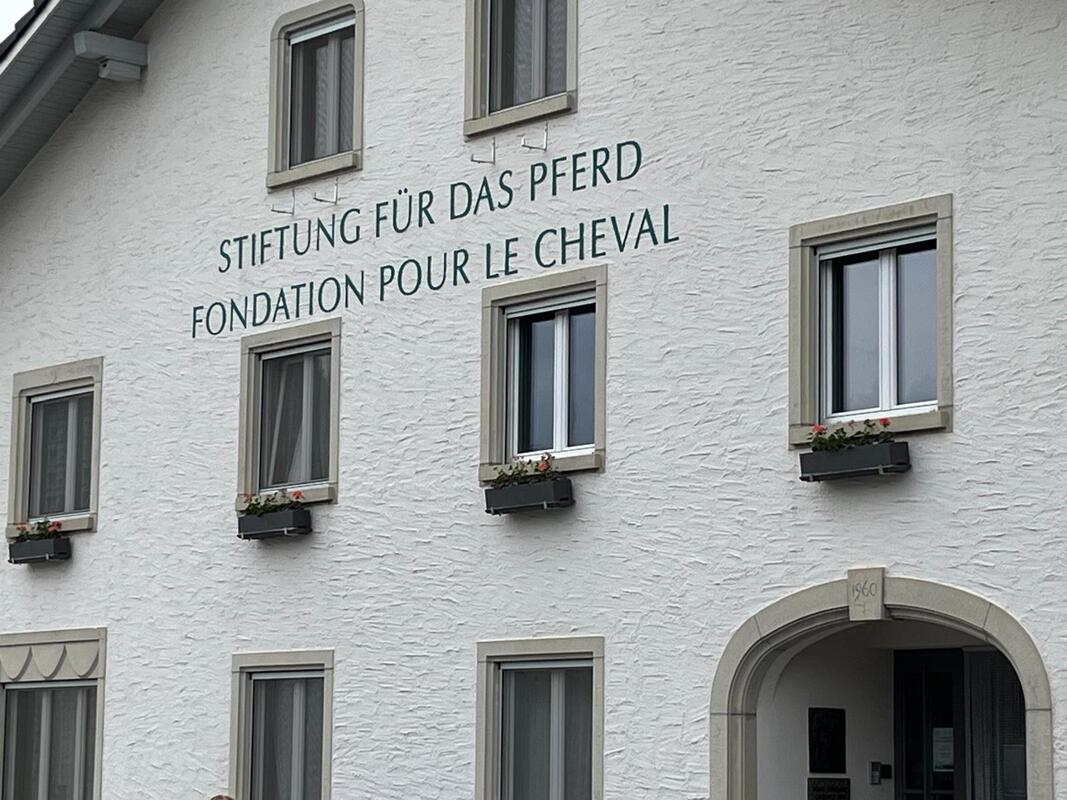 STIFTUNG FÜR DAS PFERD
FONDATION POUR LE CHEVAL
1960